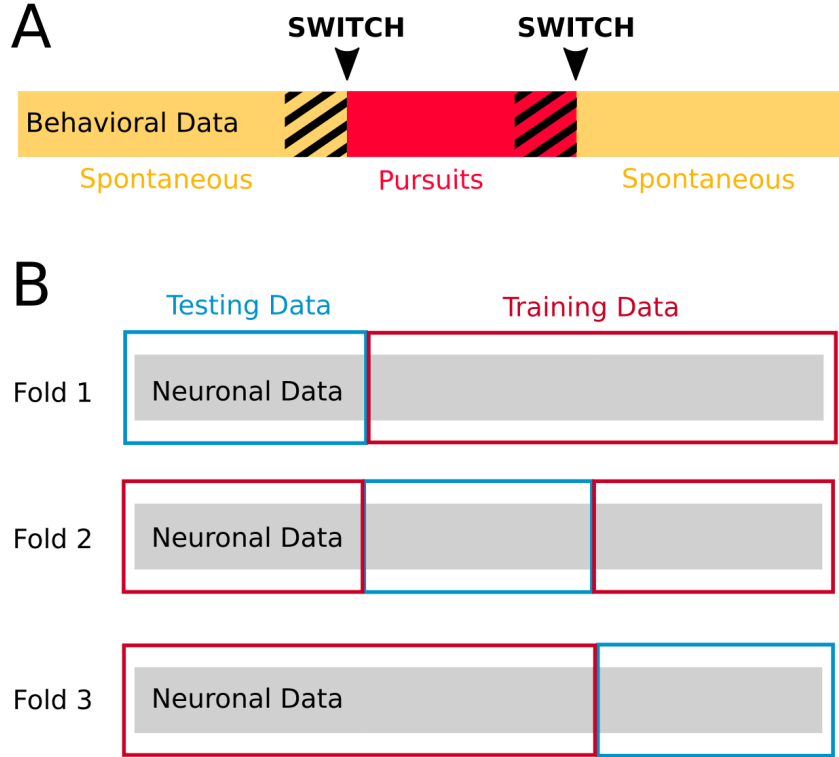 A
SWITCH SWITCH
Behavioral Data
Spontaneous Pursuits Spontaneous
B
Testing Data Training Data
Fold 1 Neuronal Data
Fold 2 Neuronal Data
Fold 3 Neuronal Data